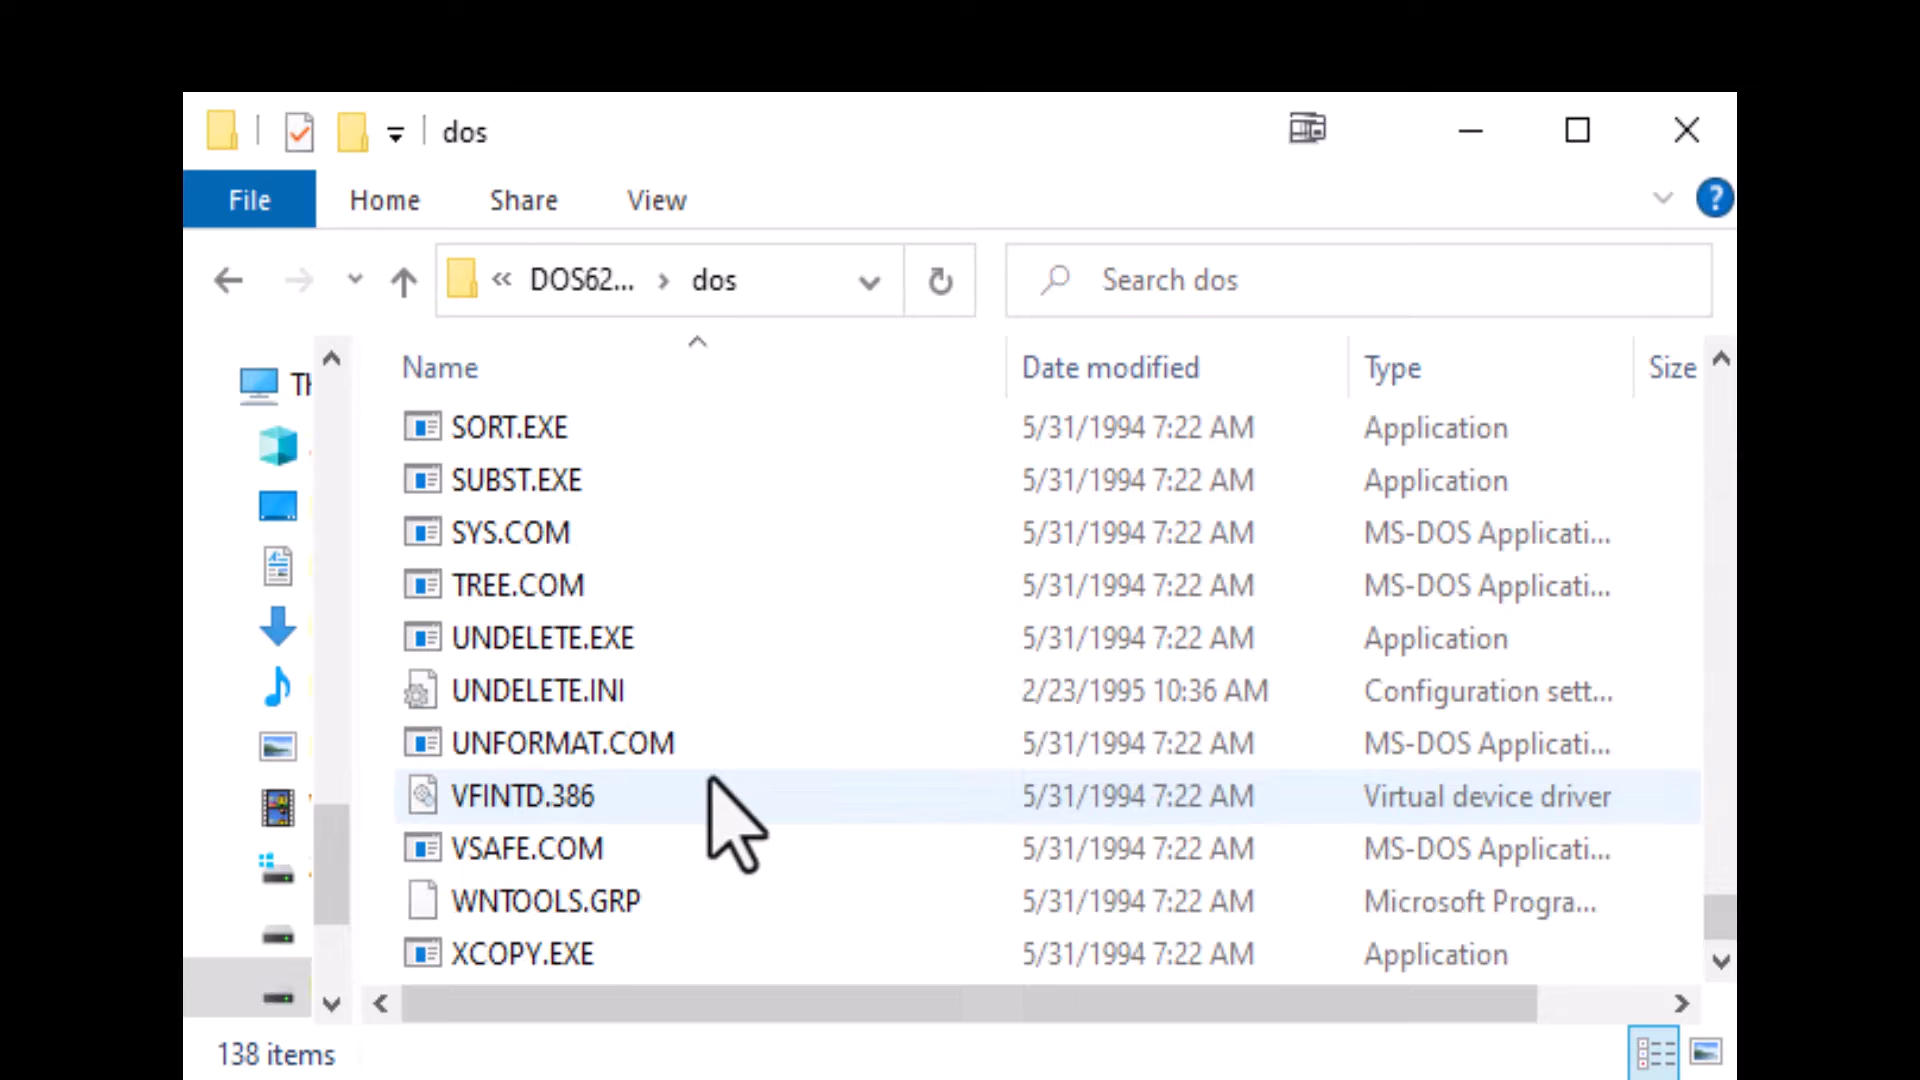 dos
File Home Share View
« DOS62... › dos Search dos
Name Date modified Type Size
SORT.EXE 5/31/1994 7:22 AM Application
SUBST.EXE 5/31/1994 7:22 AM Application
SYS.COM 5/31/1994 7:22 AM MS-DOS Applicati...
TREE.COM 5/31/1994 7:22 AM MS-DOS Applicati...
UNDELETE.EXE 5/31/1994 7:22 AM Application
UNDELETE.INI 2/23/1995 10:36 AM Configuration sett...
UNFORMAT.COM 5/31/1994 7:22 AM MS-DOS Applicati...
VFINTD.386 5/31/1994 7:22 AM Virtual device driver
VSAFE.COM 5/31/1994 7:22 AM MS-DOS Applicati...
WNTOOLS.GRP 5/31/1994 7:22 AM Microsoft Progra...
XCOPY.EXE 5/31/1994 7:22 AM Application
138 items